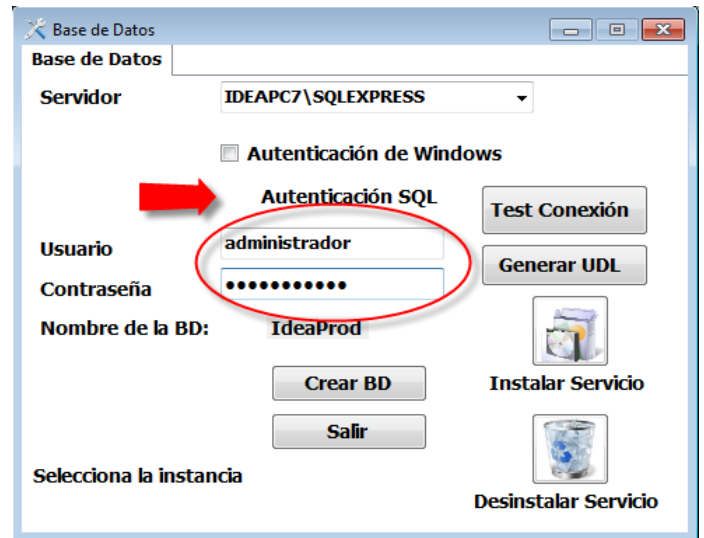 Base de Datos
Base de Datos
Servidor IDEAPC7\SQLEXPRESS
Autenticación de Windows
Autenticación SQL
Test Conexión
Usuario administrador
Generar UDL
Contraseña ●●●●●●●●●●●
Nombre de la BD: IdeaProd
Crear BD
Instalar Servicio
Salir
Selecciona la instancia
Desinstalar Servicio